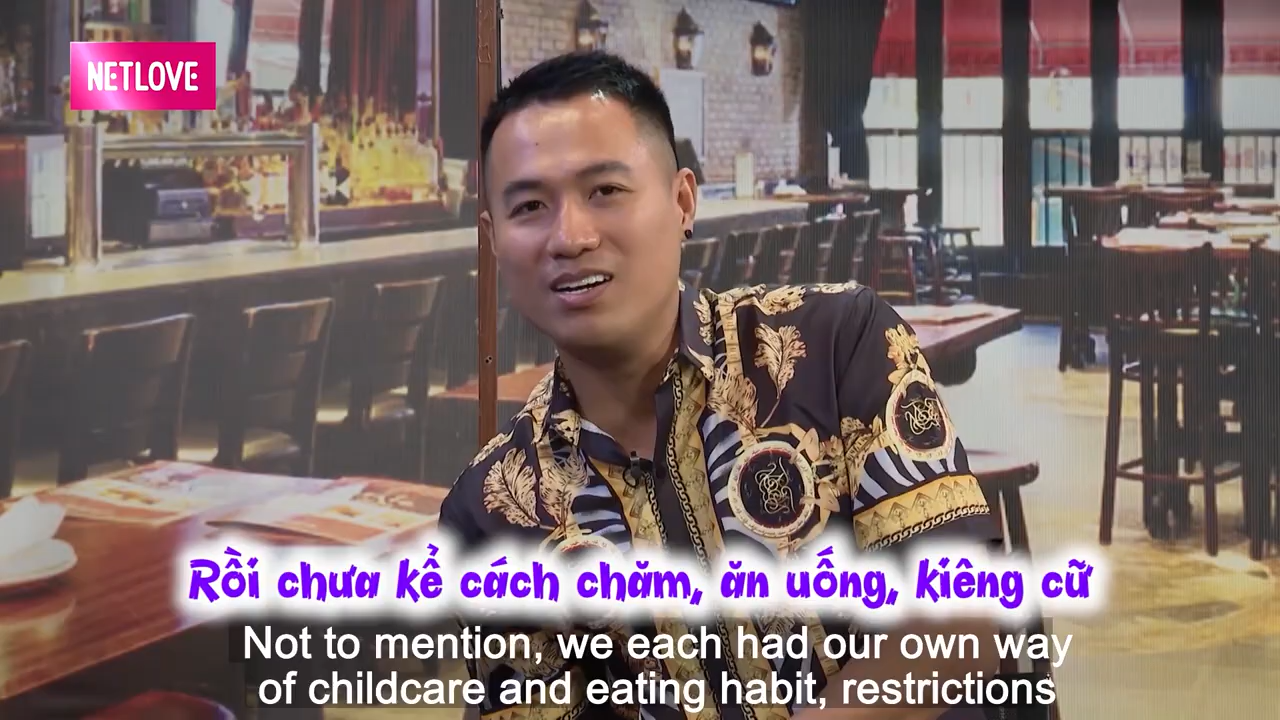 NETLOVE
Rồi chưa kể cách chăm, ăn uống, kiêng cữ
Not to mention, we each had our own way
of childcare and eating habit, restrictions